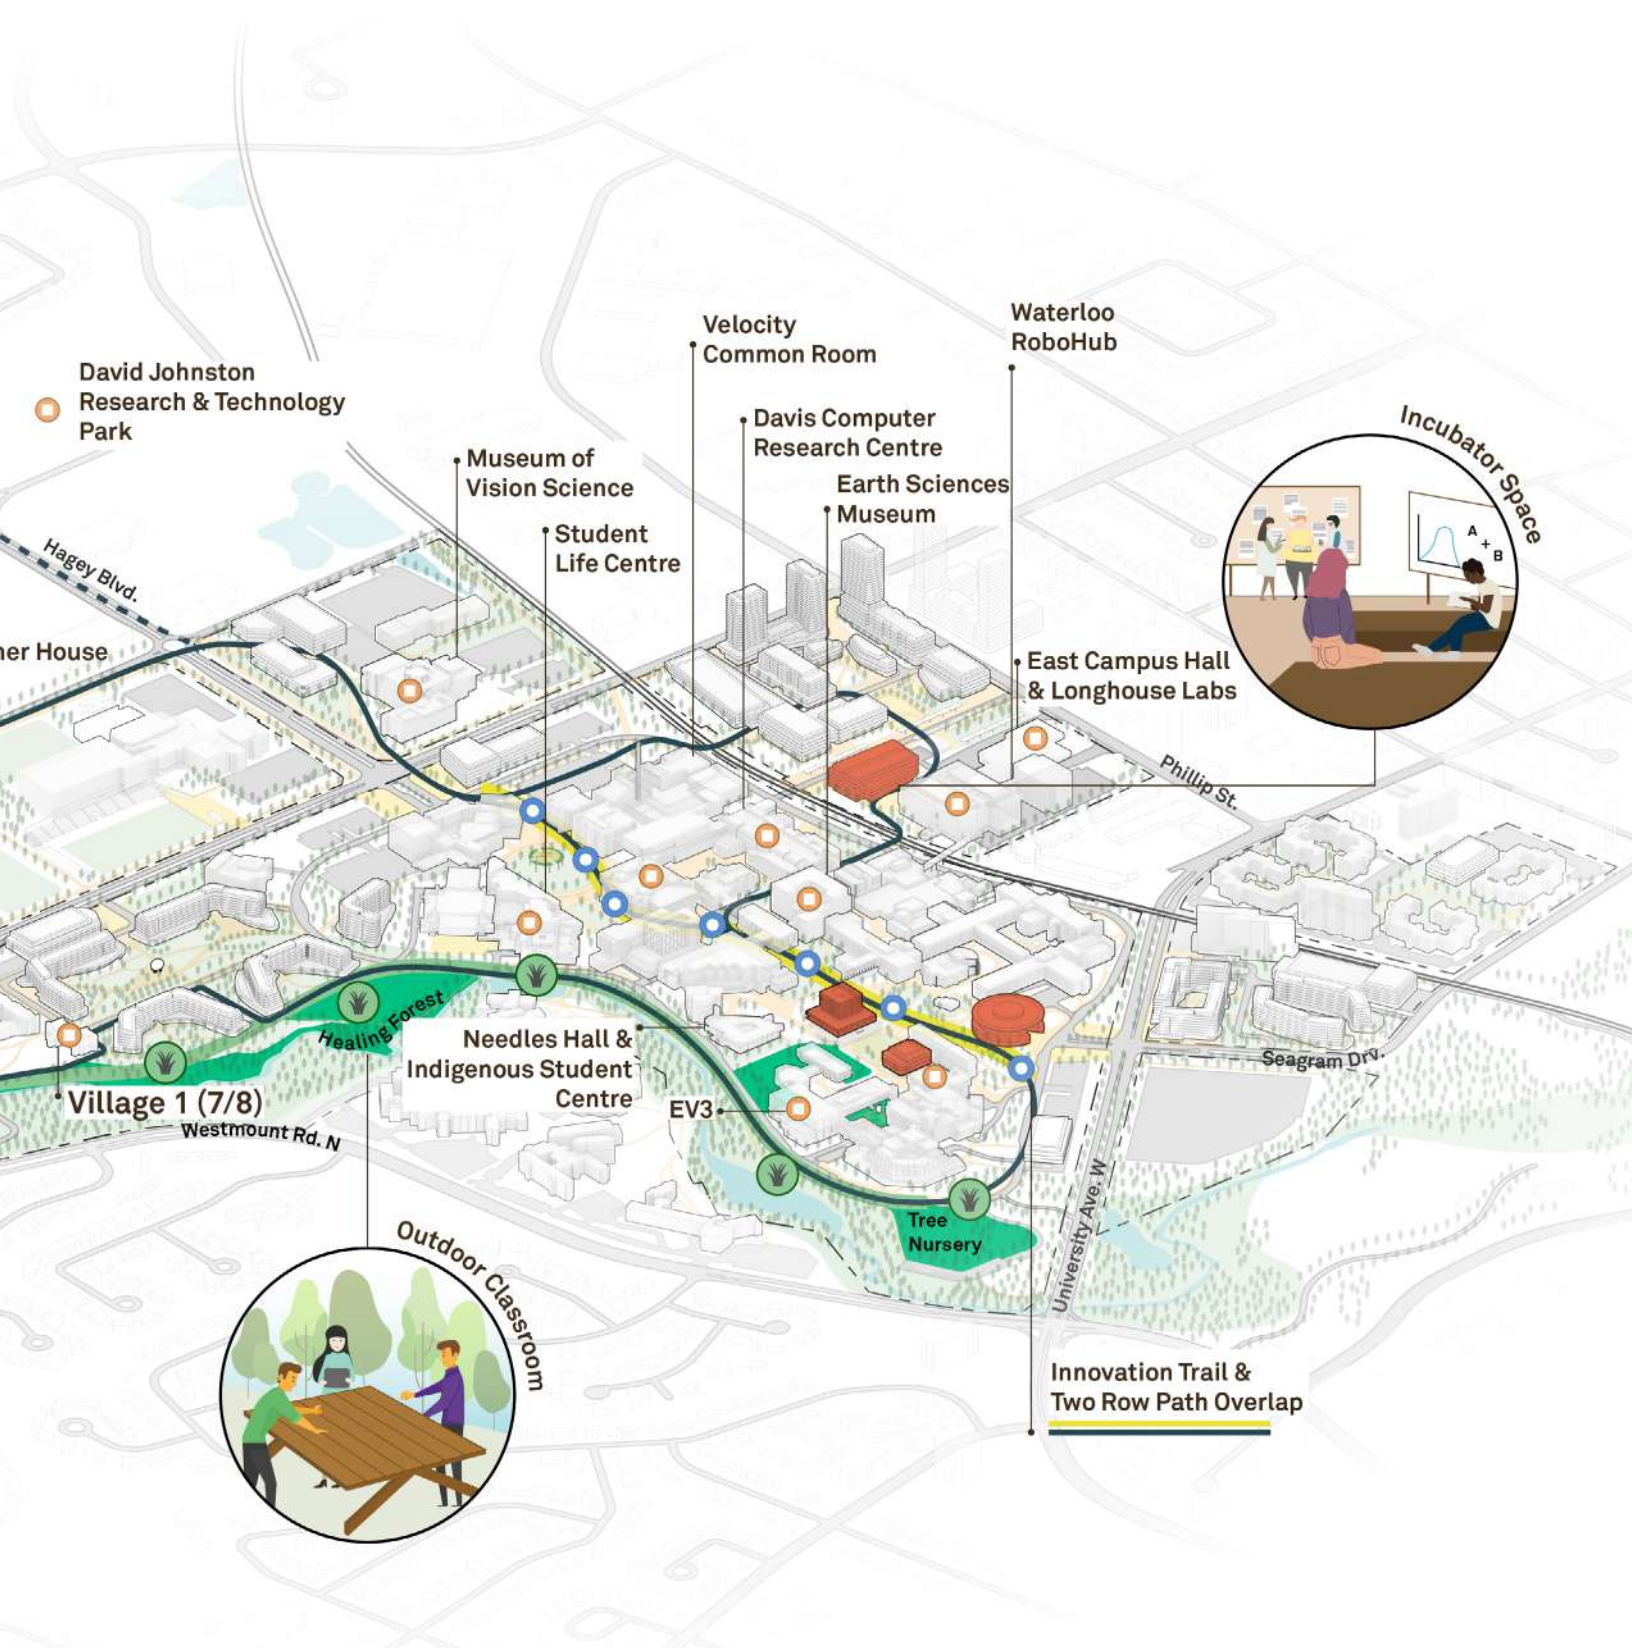 Waterloo
RoboHub
Velocity
Common Room
David Johnston
Research & Technology
Park
Davis Computer
Research Centre
Incubator Space
Museum of
Vision Science
Earth Sciences
Museum
Student
Life Centre
A
+
B
Hagey Blvd.
er House
East Campus Hall
& Longhouse Labs
Phillip St.
Healing Forest
Needles Hall &
Indigenous Student
Centre
Seagram Drv.
Village 1 (7/8)
EV3
Westmount Rd. N
University Ave. W
Tree
Nursery
Outdoor Classroom
Innovation Trail &
Two Row Path Overlap